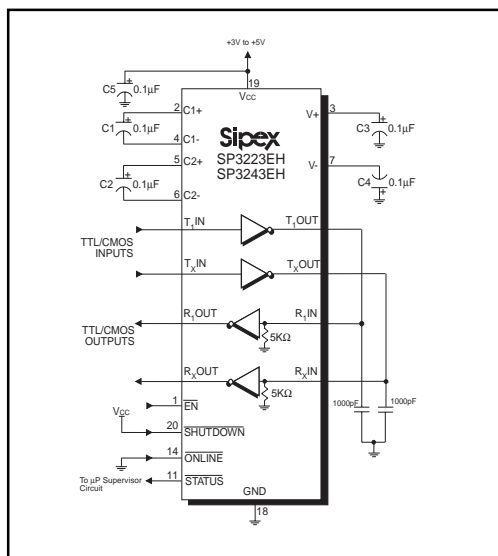 +3V to +5V
19
VCC
C5
+
0.1µF
2
C1+
C1
+
0.1µF
4
C1-
5
C2+
C2
+
0.1µF
6
C2-
Sipex
SP3223EH
SP3243EH
V+
3
C3
+
0.1µF
V-
7
C4
0.1µF
+
T1IN
T1OUT
TTL/CMOS
INPUTS
TXIN
TXOUT
R1OUT
R1IN
TTL/CMOS
OUTPUTS
5KΩ
RXOUT
RXIN
5KΩ
1000pF
1000pF
1
EN
VCC
20
SHUTDOWN
14
ONLINE
To µP Supervisor
Circuit
11
STATUS
GND
18